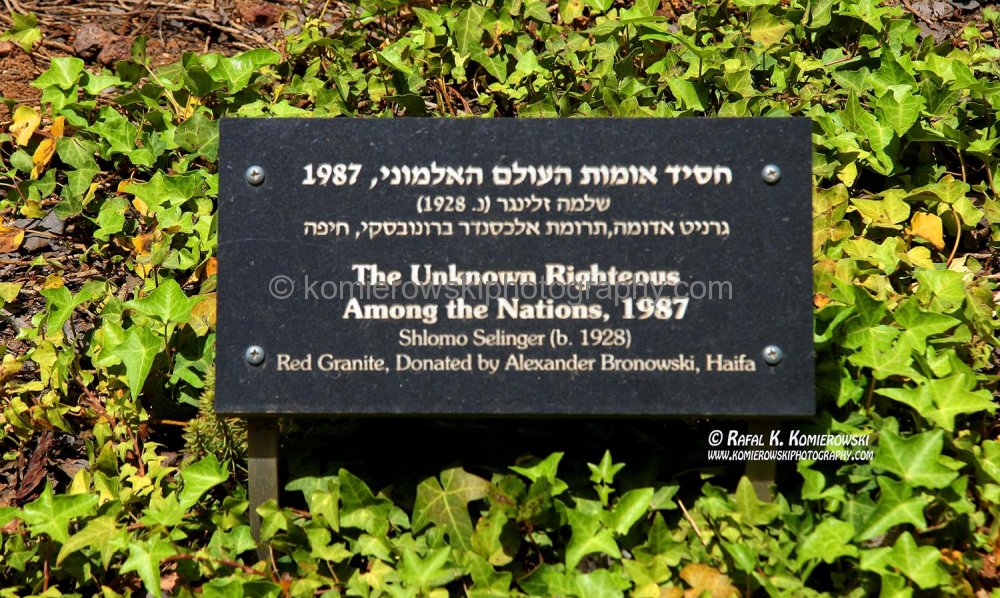 חסיד אומות העולם האלמוני, 1987
שלמה זלינגר (נ. 1928)
גרניט אדומה,תרומת אלכסנדר ברונובסקי, חיפה
The Unknown Righteous
© komierowskiphotography.com
Among the Nations, 1987
Shlomo Selinger (b. 1928)
Red Granite, Donated by Alexander Bronowski, Haifa
© Rafal K. Komierowski
www.komierowskiphotography.com